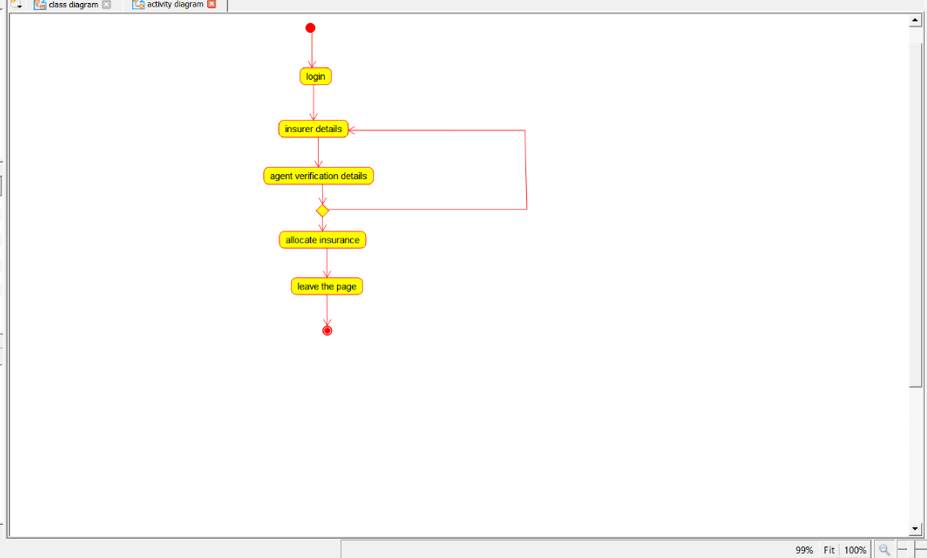 class diagram
activity diagram
login
insurer details
agent verification details
allocate insurance
leave the page
99% Fit 100%